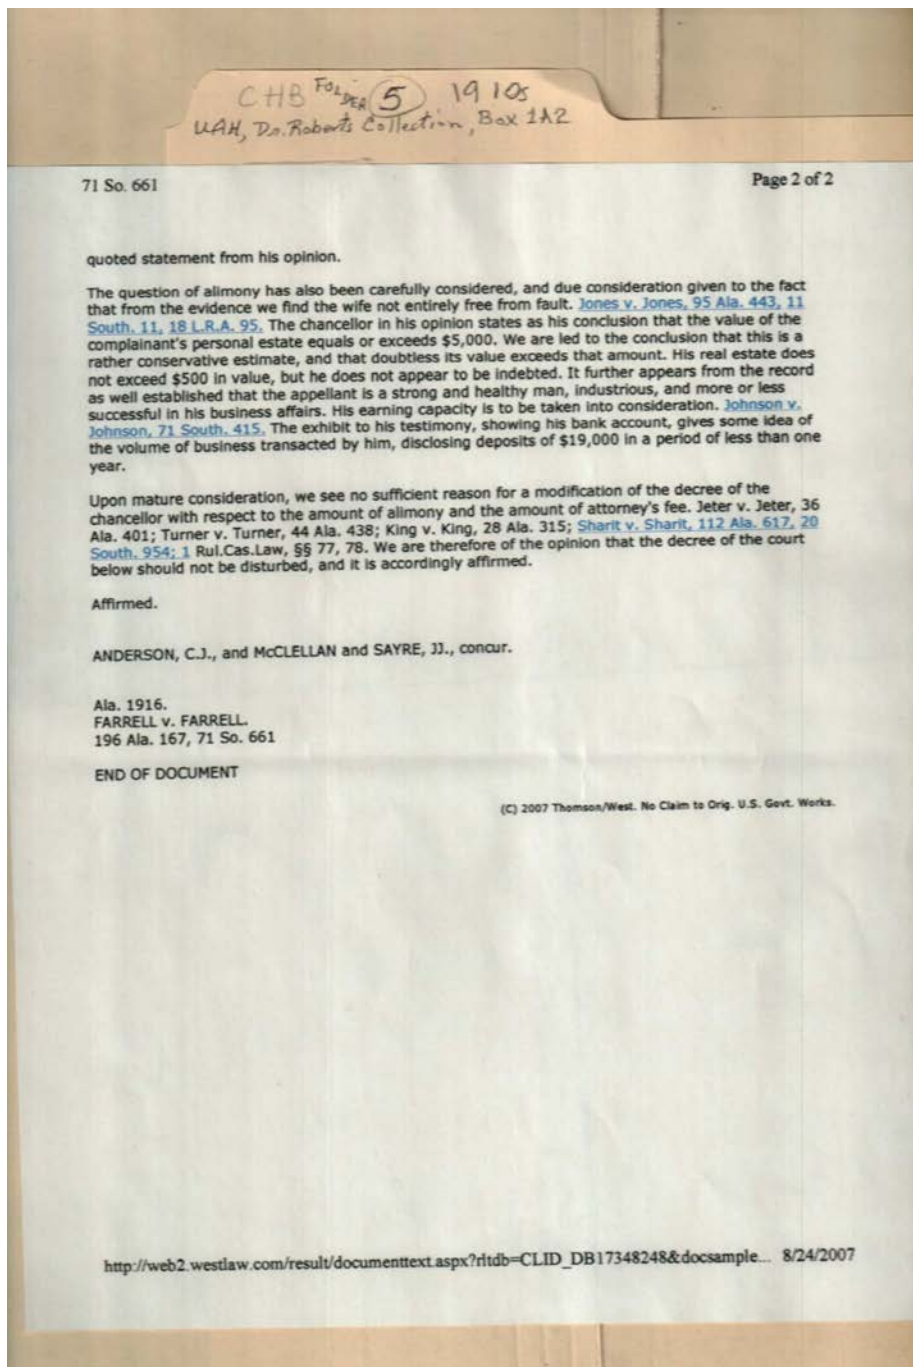 CHB FOLDER 5 1910s
UAH, Dr. Roberts Collection, Box 1A2
71 So. 661
Page 2 of 2
quoted statement from his opinion.
The question of alimony has also been carefully considered, and due consideration given to the fact
that from the evidence we find the wife not entirely free from fault. Jones v. Jones, 95 Ala. 443, 11
South. 11, 18 L.R.A. 95. The chancellor in his opinion states as his conclusion that the value of the
complainant's personal estate equals or exceeds $5,000. We are led to the conclusion that this is a
rather conservative estimate, and that doubtless its value exceeds that amount. His real estate does
not exceed $500 in value, but he does not appear to be indebted. It further appears from the record
as well established that the appellant is a strong and healthy man, industrious, and more or less
successful in his business affairs. His earning capacity is to be taken into consideration. Johnson v.
Johnson, 71 South. 415. The exhibit to his testimony, showing his bank account, gives some idea of
the volume of business transacted by him, disclosing deposits of $19,000 in a period of less than one
year.
Upon mature consideration, we see no sufficient reason for a modification of the decree of the
chancellor with respect to the amount of alimony and the amount of attorney's fee. Jeter v. Jeter, 36
Ala. 401; Turner v. Turner, 44 Ala. 438; King v. King, 28 Ala. 315; Sharit v. Sharit, 112 Ala. 617, 20
South. 954; 1 Rul.Cas.Law, §§ 77, 78. We are therefore of the opinion that the decree of the court
below should not be disturbed, and it is accordingly affirmed.
Affirmed.
ANDERSON, C.J., and McCLELLAN and SAYRE, JJ., concur.
Ala. 1916.
FARRELL v. FARRELL.
196 Ala. 167, 71 So. 661
END OF DOCUMENT
(C) 2007 Thomson/West. No Claim to Orig. U.S. Govt. Works.
http://web2.westlaw.com/result/documenttext.aspx?rltdb=CLID_DB17348248&docsample... 8/24/2007